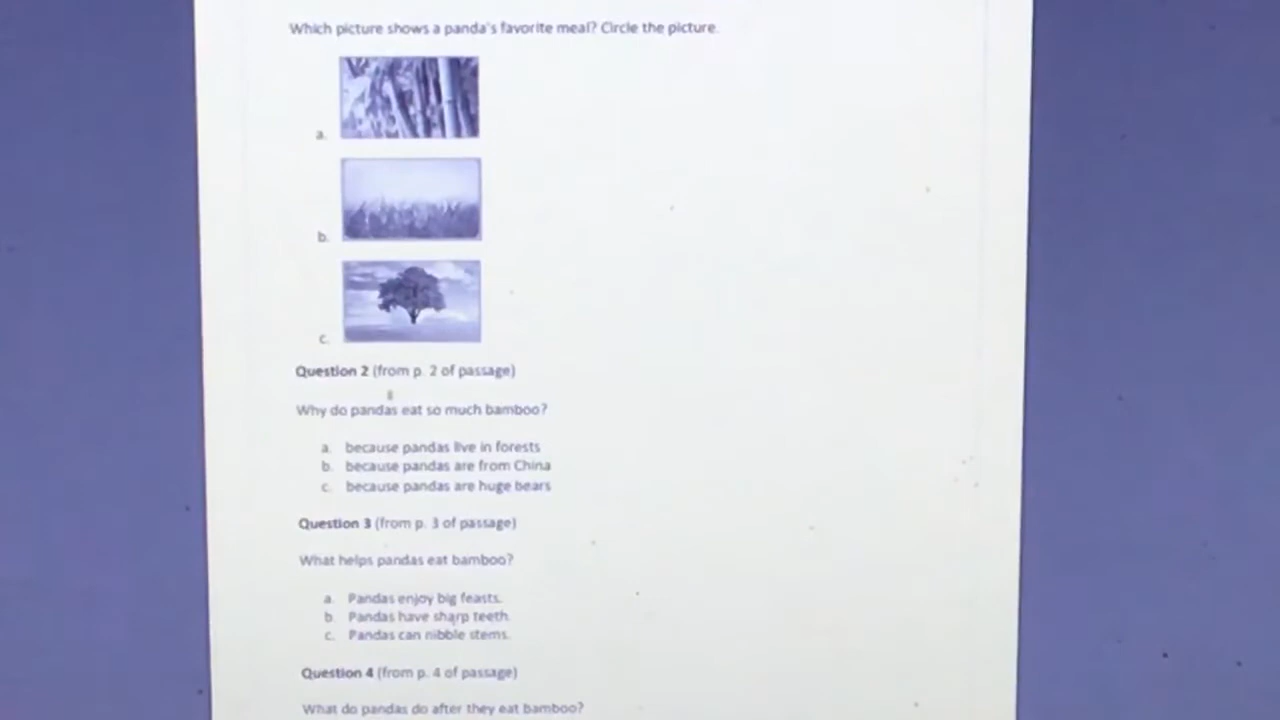 Which picture shows a panda's favorite meal? Circle the picture.
a.
b.
c.
Question 2 (from p. 2 of passage)
Why do pandas eat so much bamboo?
a. because pandas live in forests
b. because pandas are from China
c. because pandas are huge bears
Question 3 (from p. 3 of passage)
What helps pandas eat bamboo?
a. Pandas enjoy big feasts.
b. Pandas have sharp teeth.
c. Pandas can nibble stems.
Question 4 (from p. 4 of passage)
What do pandas do after they eat bamboo?